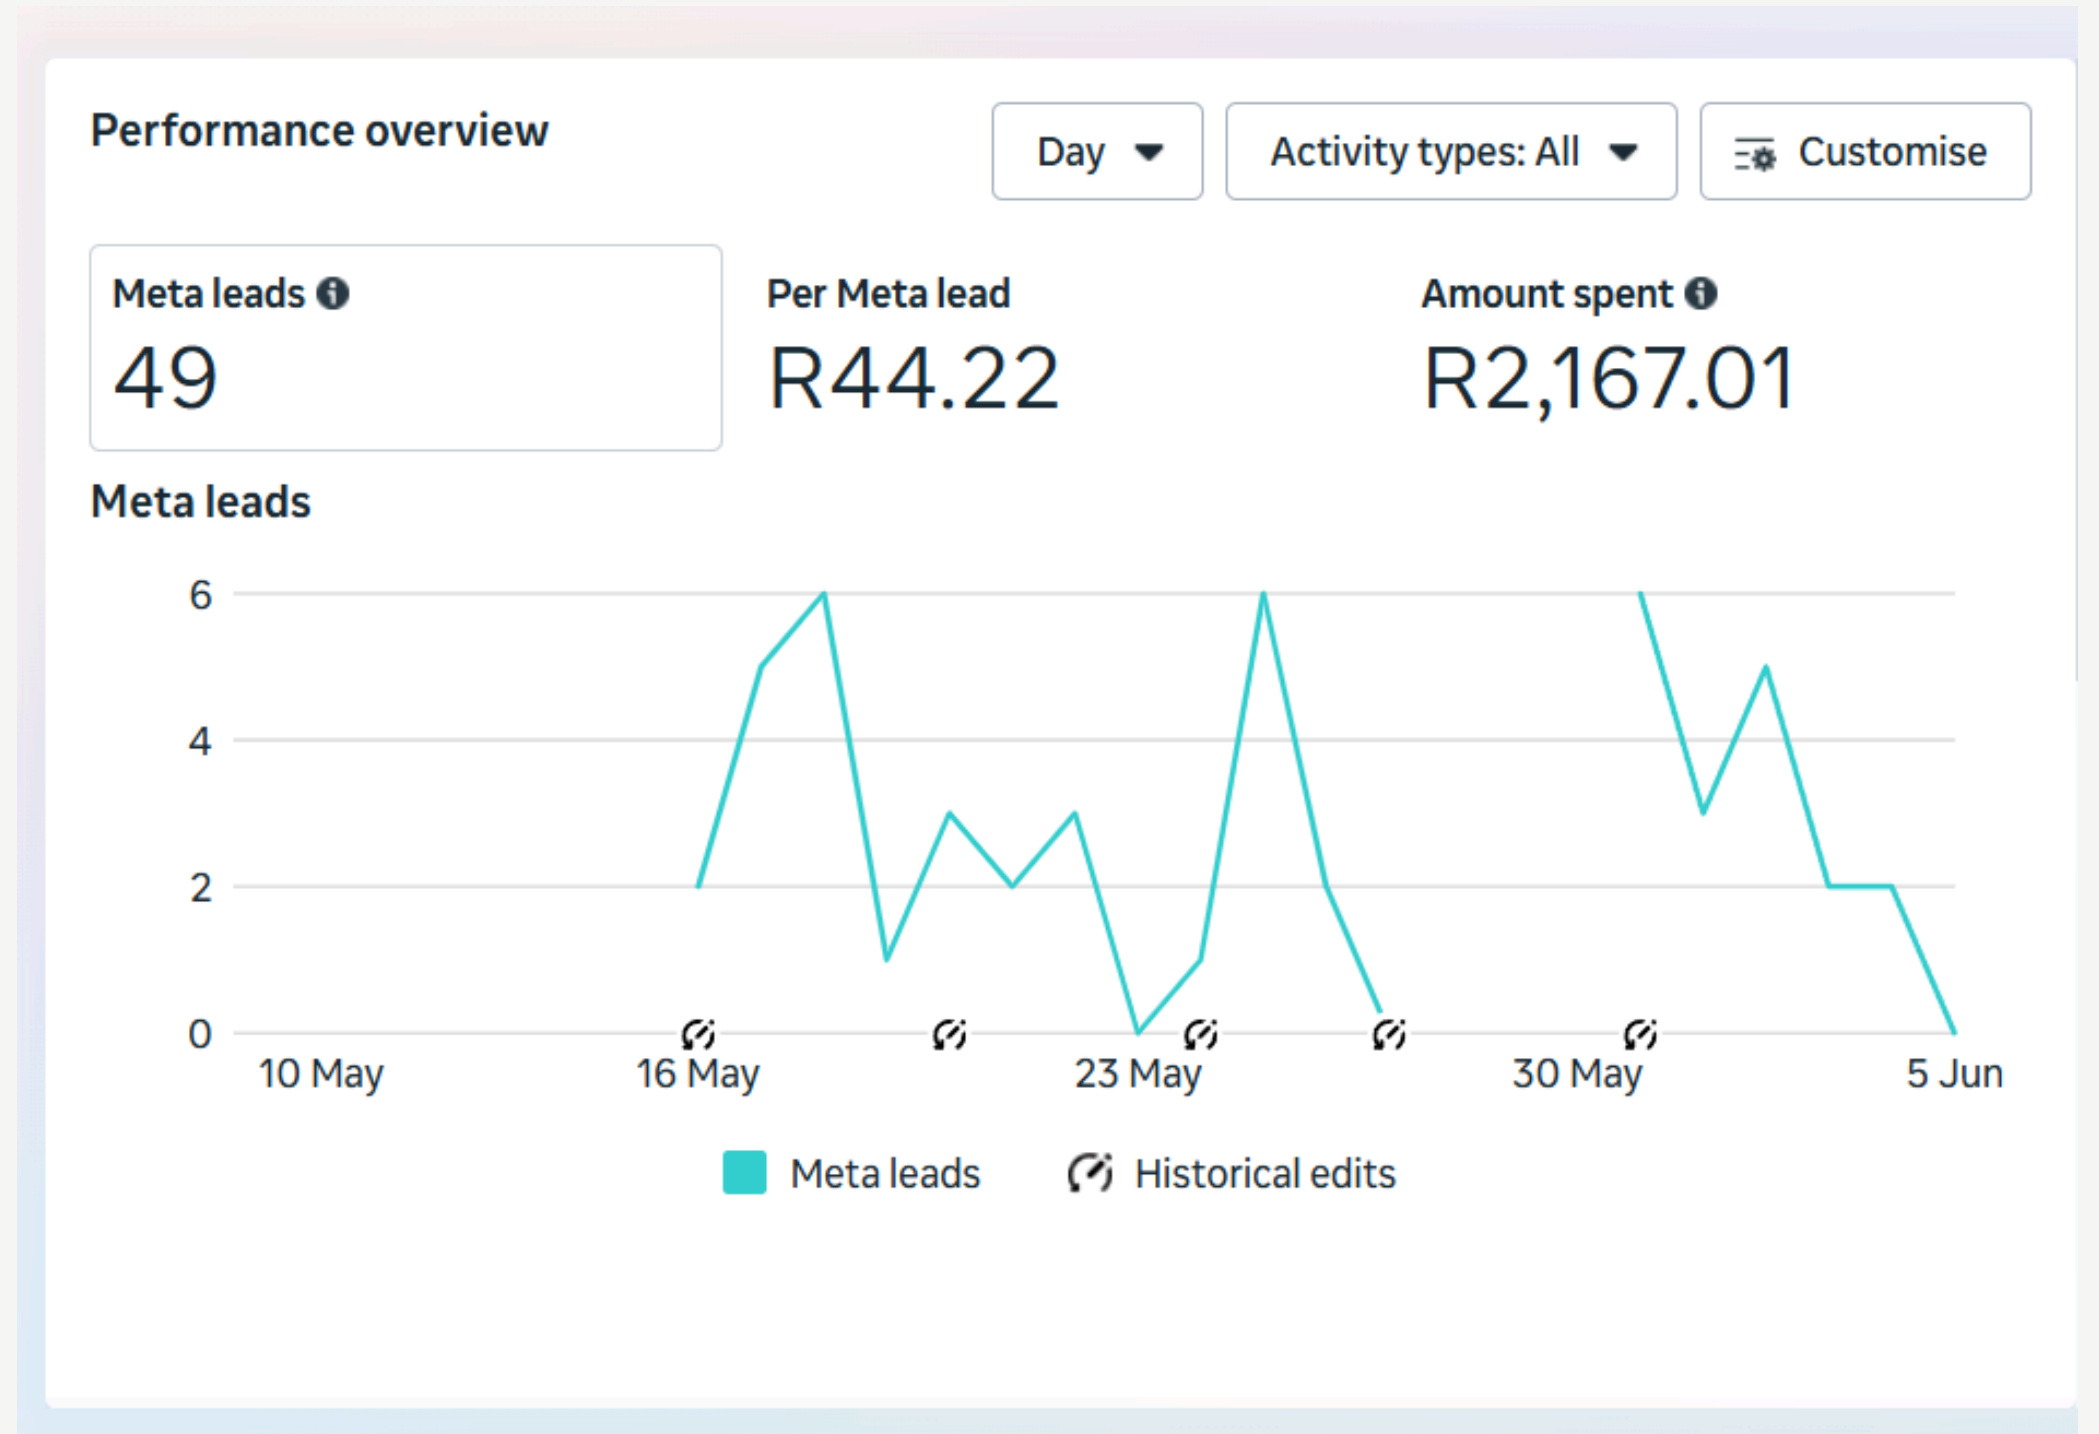 Performance overview
Day
Activity types: All
Customise
Meta leads
Per Meta lead
Amount spent
49
R44.22
R2,167.01
Meta leads
6
4
2
0
10 May
16 May
23 May
30 May
5 Jun
Meta leads
Historical edits